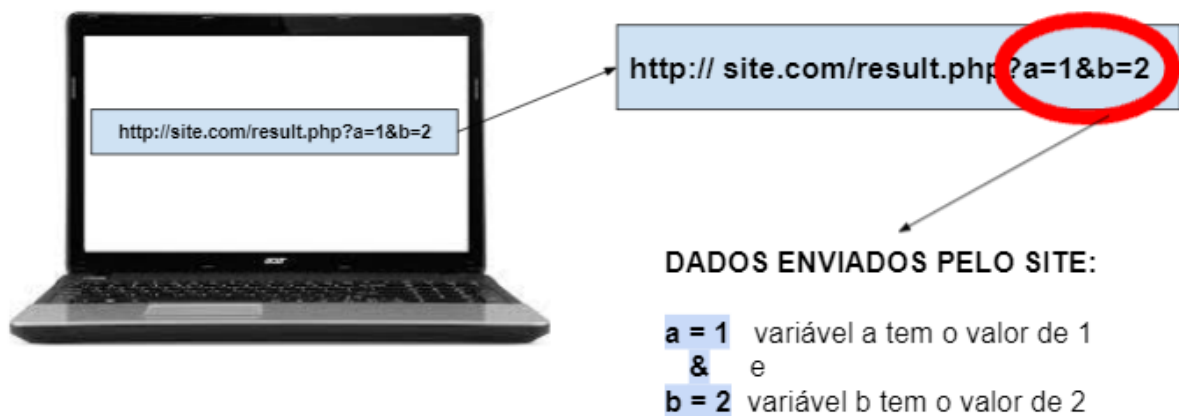 http://site.com/result.php?a=1&b=2
http:// site.com/result.php?a=1&b=2
acer
DADOS ENVIADOS PELO SITE:
a = 1 variável a tem o valor de 1
& e
b = 2 variável b tem o valor de 2